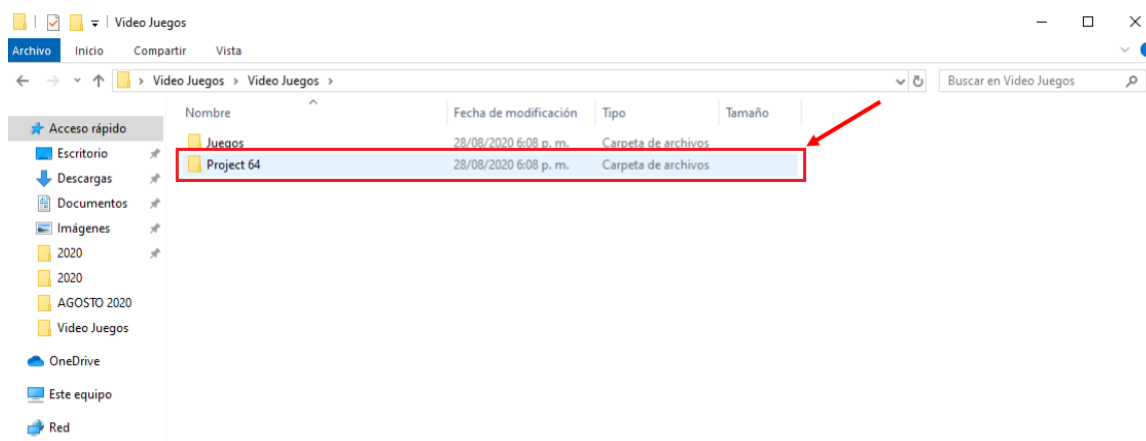 Video Juegos
Archivo Inicio Compartir Vista
Video Juegos > Video Juegos > Buscar en Video Juegos
Nombre Fecha de modificación Tipo Tamaño
Acceso rápido
Escritorio
Descargas
Documentos
Imágenes
2020
2020
AGOSTO 2020
Video Juegos
OneDrive
Este equipo
Red
Juegos 28/08/2020 6:08 p. m. Carpeta de archivos
Project 64 28/08/2020 6:08 p. m. Carpeta de archivos